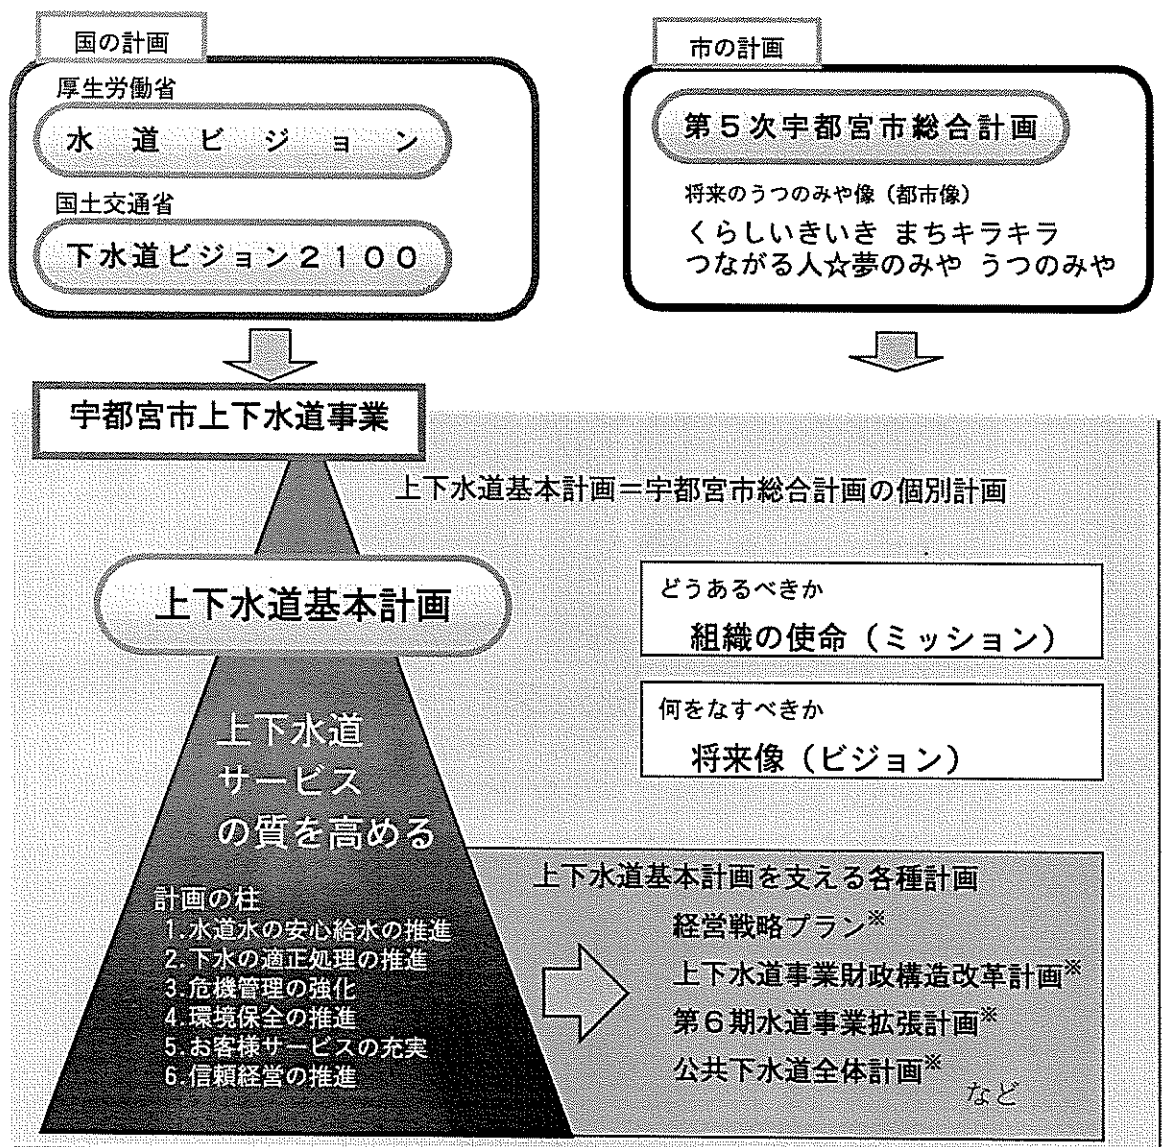 国の計画
厚生労働省
水道ビジョン
国土交通省
下水道ビジョン2100
市の計画
第5次宇都宮市総合計画
将来のうつのみや像(都市像)
くらしいきいき まちキラキラ
つながる人☆夢のみや うつのみや
宇都宮市上下水道事業
上下水道基本計画=宇都宮市総合計画の個別計画
上下水道基本計画
どうあるべきか
組織の使命(ミッション)
何をなすべきか
将来像(ビジョン)
上下水道
サービス
の質を高める
計画の柱
1.水道水の安心給水の推進
2.下水の適正処理の推進
3.危機管理の強化
4.環境保全の推進
5.お客様サービスの充実
6.信頼経営の推進
上下水道基本計画を支える各種計画
経営戦略プラン※
上下水道事業財政構造改革計画※
第6期水道事業拡張計画※
公共下水道全体計画※
など